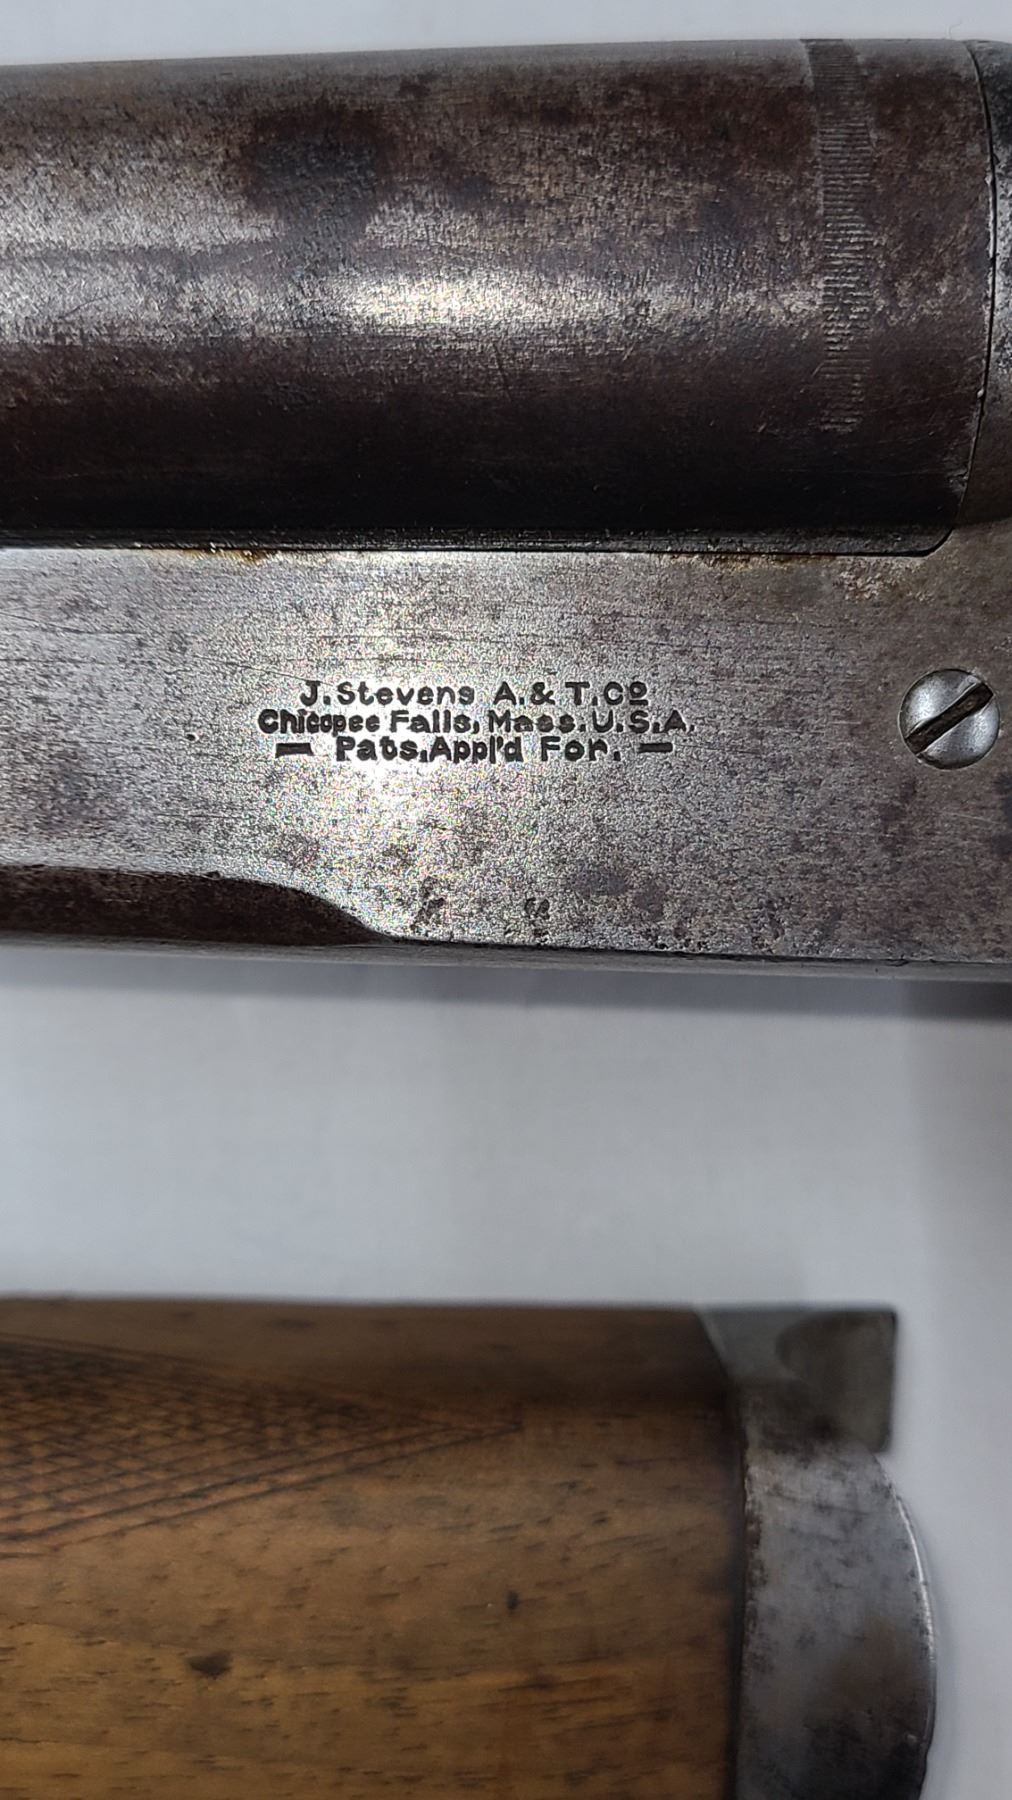 J. Stevens A. & T. Co
Chicopee Falls, Mass. U.S.A.
— Pats. Appl'd For. —